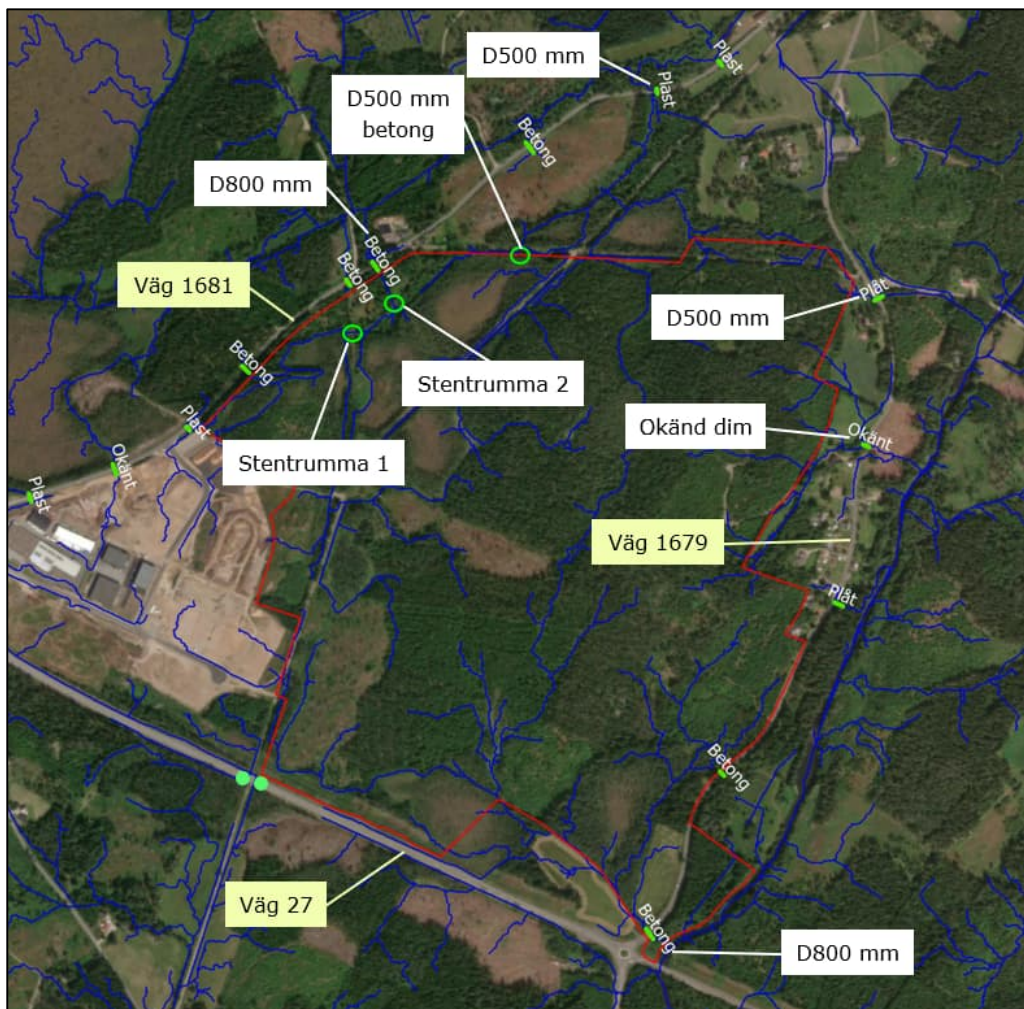 D500 mm
Plast
Plast
D500 mm
betong
Betong
D800 mm
Betong
Betong
Väg 1681
Plåt
D500 mm
Betong
Stentrumma 2
Plast
Okänd dim
Okänt
Okänt
Stentrumma 1
Plast
Väg 1679
Plåt
Betong
Väg 27
Betong
D800 mm